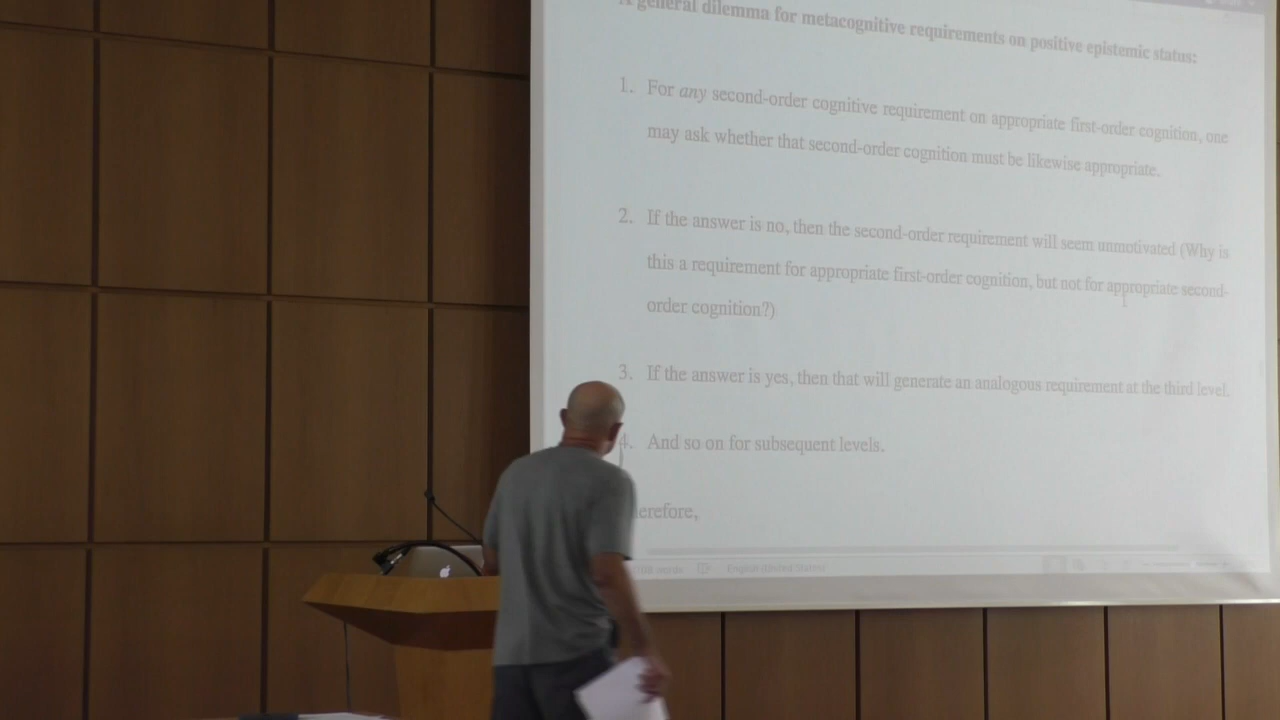 A general dilemma for metacognitive requirements on positive epistemic status:
1. For any second-order cognitive requirement on appropriate first-order cognition, one
may ask whether that second-order cognition must be likewise appropriate.
2. If the answer is no, then the second-order requirement will seem unmotivated (Why is
this a requirement for appropriate first-order cognition, but not for appropriate second-
order cognition?)
3. If the answer is yes, then that will generate an analogous requirement at the third level.
4. And so on for subsequent levels.
erefore,
words
English (United States)